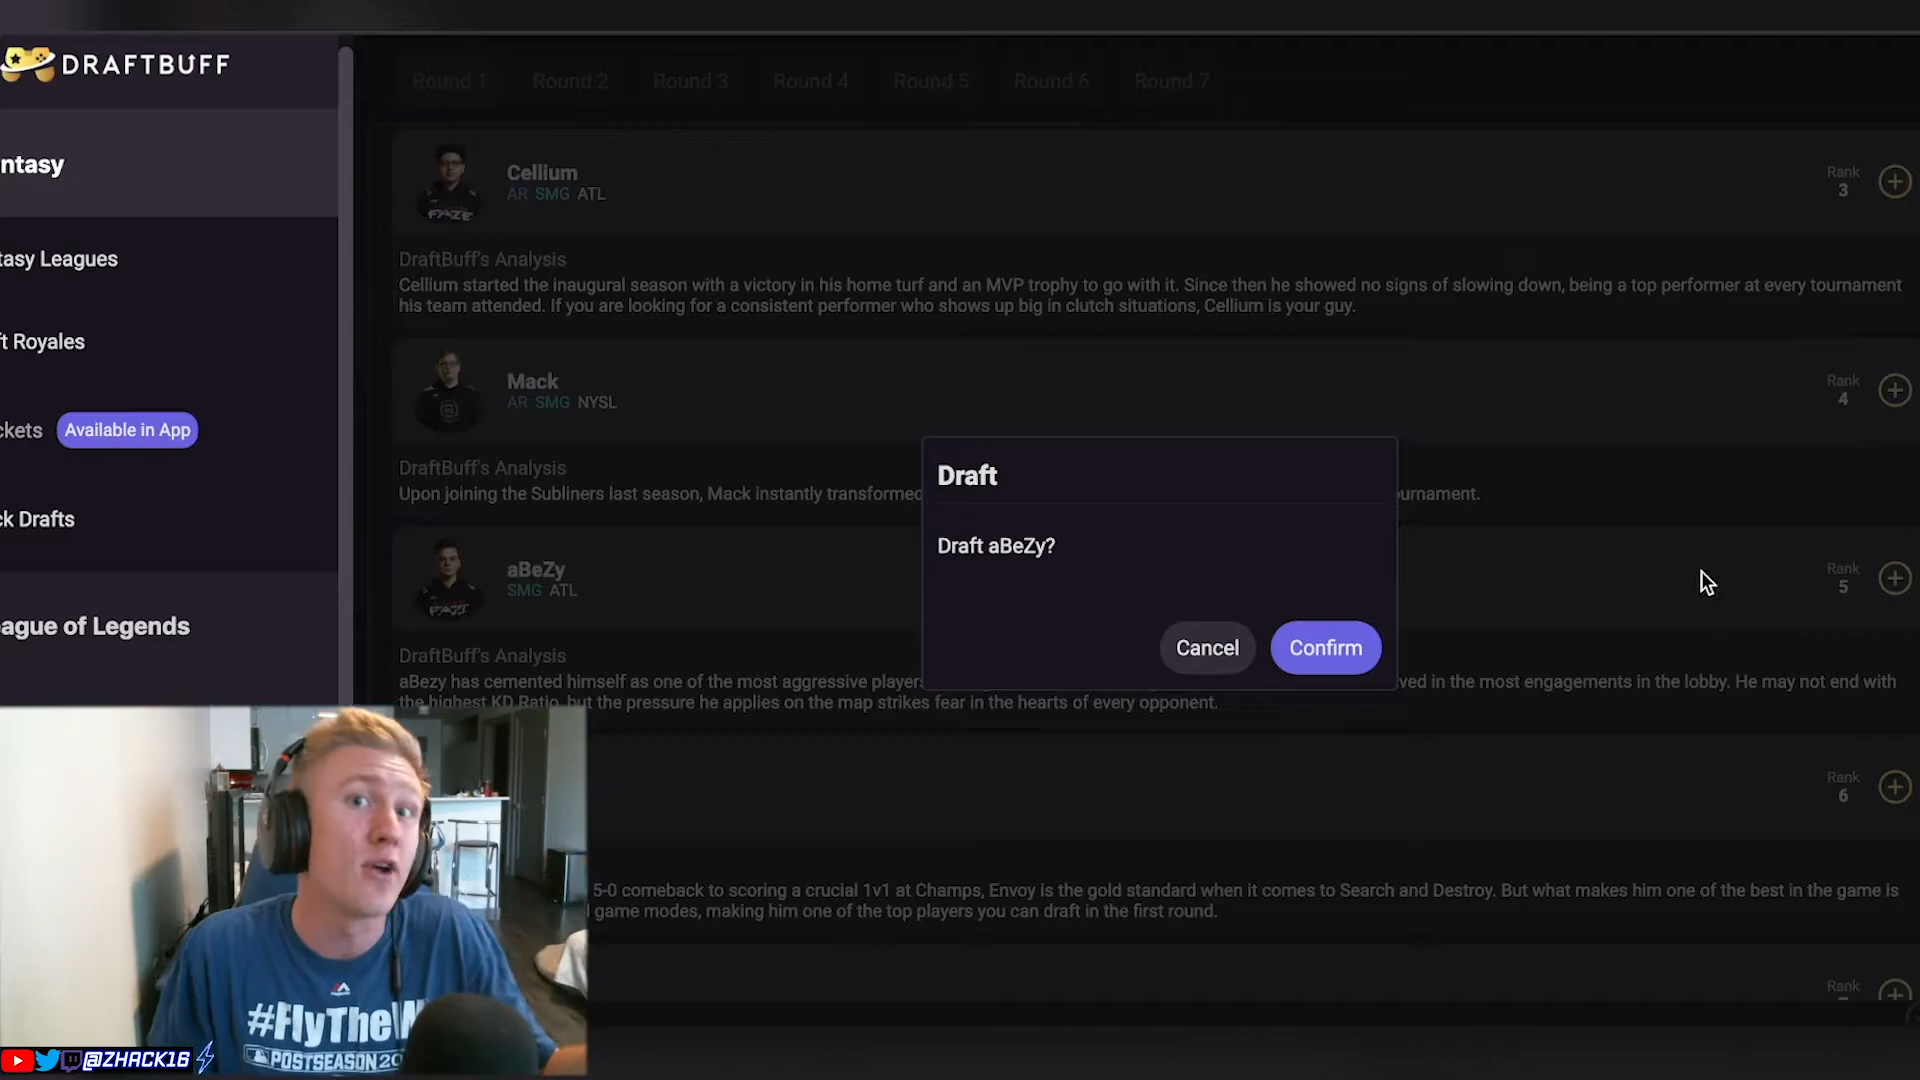 DRAFTBUFF
ntasy
tasy Leagues
ft Royales
ckets Available in App
ck Drafts
ague of Legends
Round 1 Round 2 Round 3 Round 4 Round 5 Round 6 Round 7
Cellium
AR SMG ATL
Rank
3
DraftBuff's Analysis
Cellium started the inaugural season with a victory in his home turf and an MVP trophy to go with it. Since then he showed no signs of slowing down, being a top performer at every tournament
his team attended. If you are looking for a consistent performer who shows up big in clutch situations, Cellium is your guy.
Mack
AR SMG NYSL
Rank
4
DraftBuff's Analysis
Upon joining the Subliners last season, Mack instantly transformed urnament.
aBeZy
SMG ATL
Rank
5
DraftBuff's Analysis
aBezy has cemented himself as one of the most aggressive players ved in the most engagements in the lobby. He may not end with
the highest KD Ratio, but the pressure he applies on the map strikes fear in the hearts of every opponent.
Draft
Draft aBeZy?
Cancel Confirm
Rank
6
5-0 comeback to scoring a crucial 1v1 at Champs, Envoy is the gold standard when it comes to Search and Destroy. But what makes him one of the best in the game is
game modes, making him one of the top players you can draft in the first round.
Rank
FAZE
FAZE
#FlyTheW
POSTSEASON 20
@ZHACK16